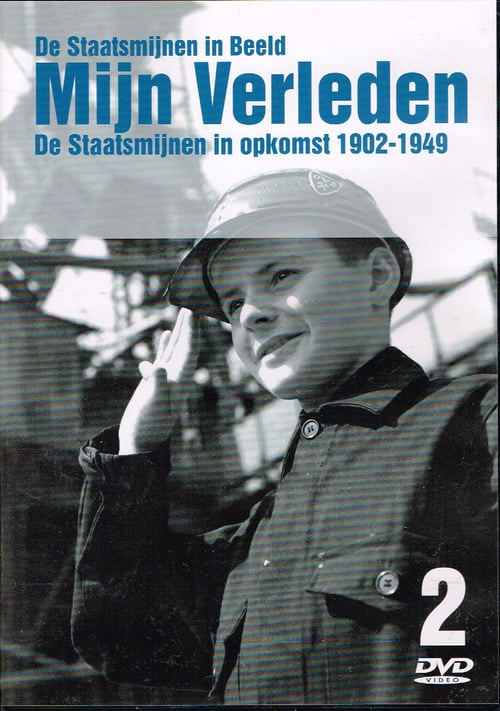 De Staatsmijnen in Beeld
Mijn Verleden
De Staatsmijnen in opkomst 1902-1949
2
DVD
VIDEO